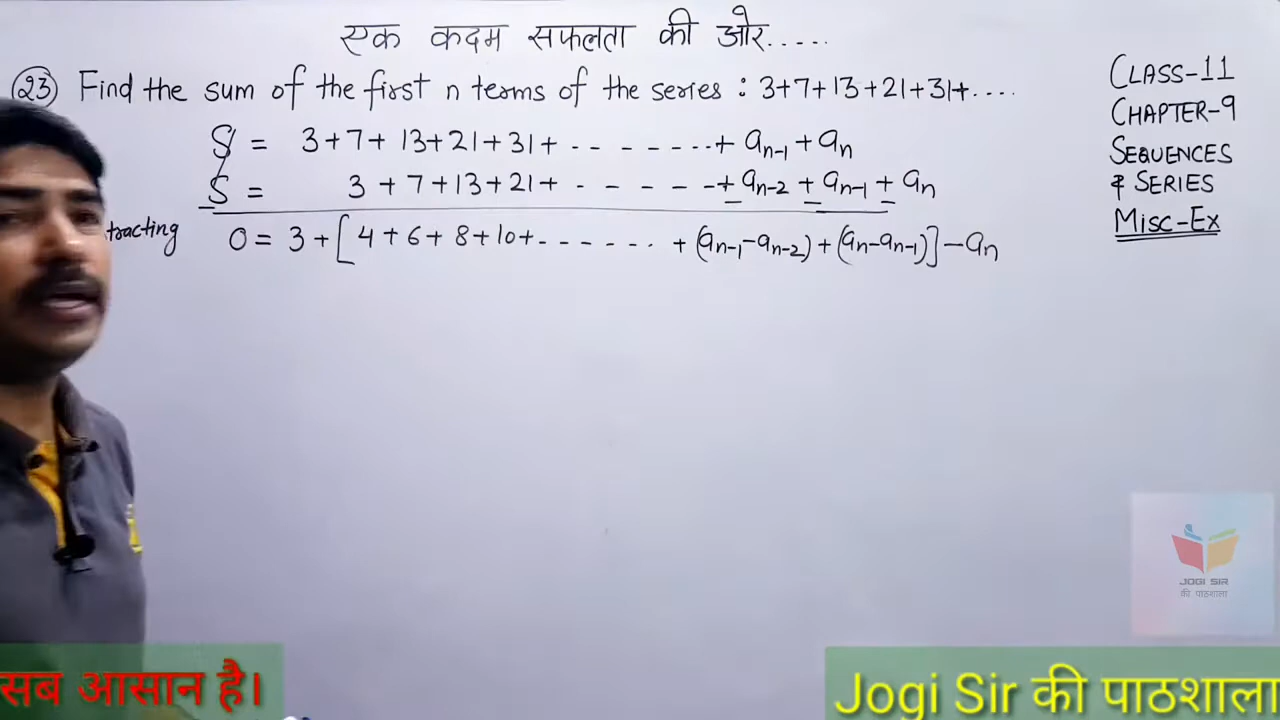 एक कदम सफलता की ओर.....
(23) Find the sum of the first n terms of the series : 3+7+13+21+31+....
S = 3+7+13+21+31+ - - - - - - ..+ aₙ₋₁ + aₙ
S = 3 + 7+13+21+ - - - - - -+ aₙ₋₂ + aₙ₋₁ + aₙ
tracting 0 = 3 + [4+6+8+10+ - - - - - - .. + (aₙ₋₁-aₙ₋₂) + (aₙ-aₙ₋₁)] - aₙ
CLASS-11
CHAPTER-9
SEQUENCES
& SERIES
MISC-EX
JOGI SIR
की पाठशाला
सब आसान है।
Jogi Sir की पाठशाला